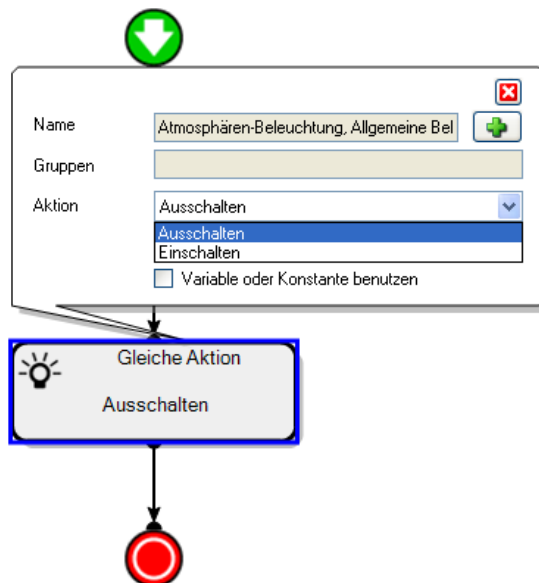 Name
Atmosphären-Beleuchtung, Allgemeine Bel
Gruppen
Aktion
Ausschalten
Ausschalten
Einschalten
Variable oder Konstante benutzen
Gleiche Aktion
Ausschalten